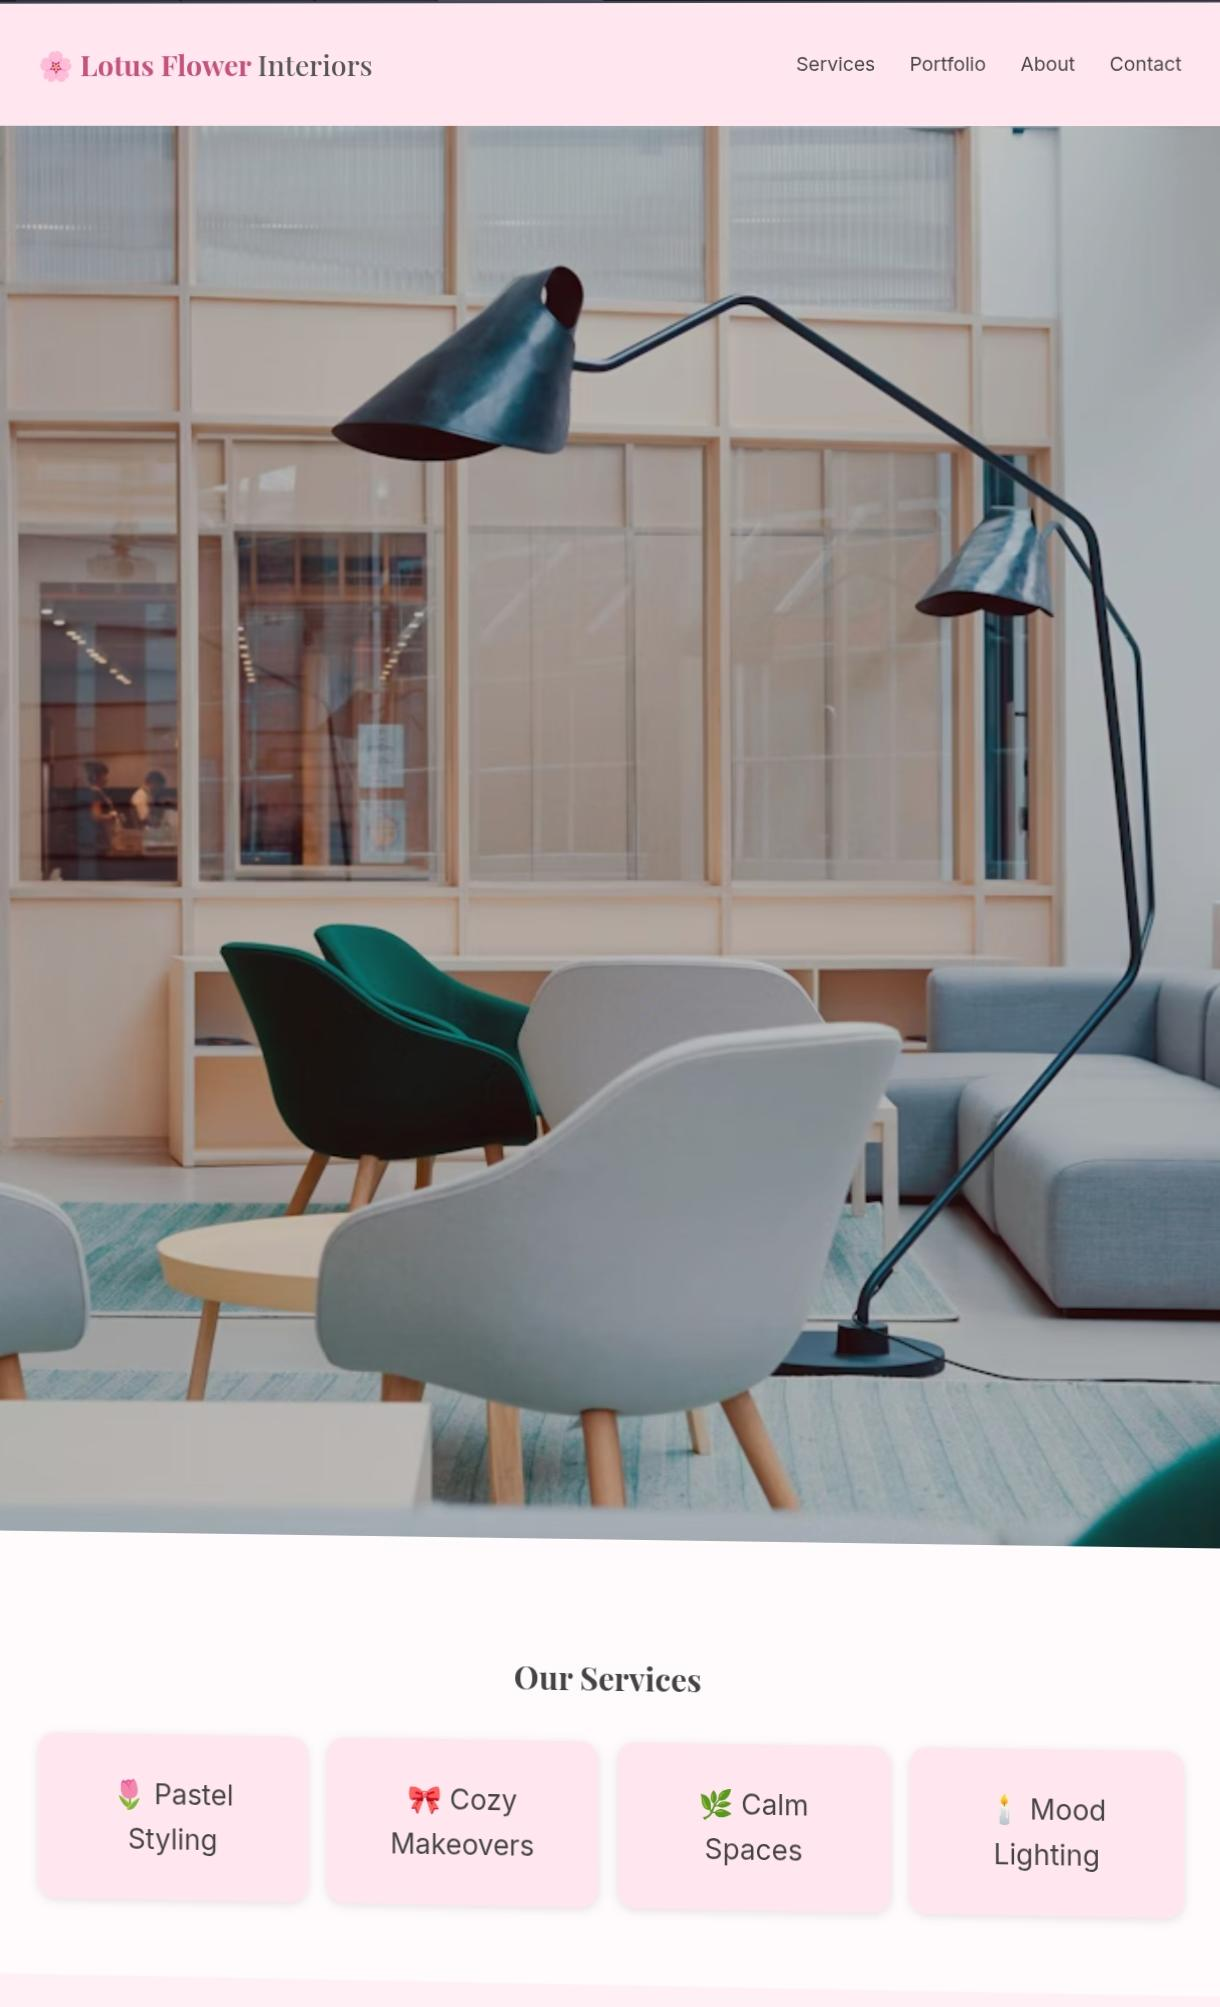 🌸 Lotus Flower Interiors
Services Portfolio About Contact
Our Services
🌷 Pastel
Styling
🎀 Cozy
Makeovers
🌿 Calm
Spaces
🕯️ Mood
Lighting